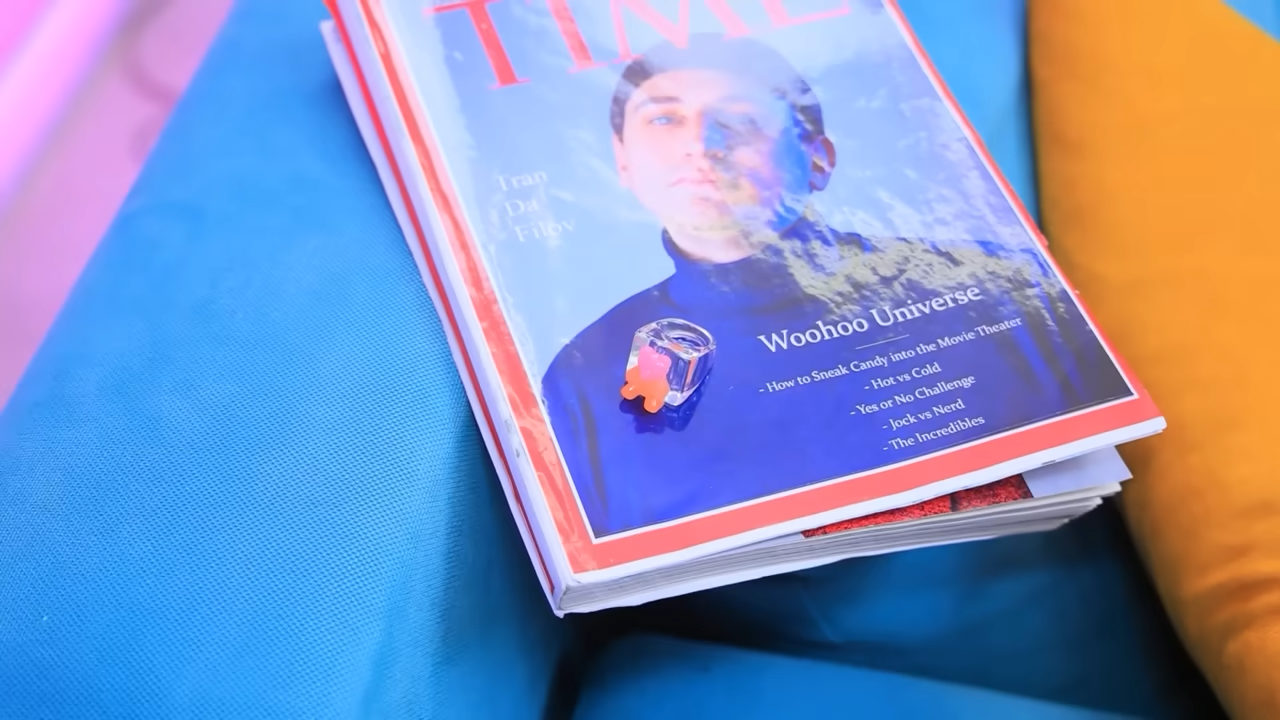 TIME
Tran
Da
Filov
Woohoo Universe
- How to Sneak Candy into the Movie Theater
- Hot vs Cold
- Yes or No Challenge
- Jock vs Nerd
- The Incredibles